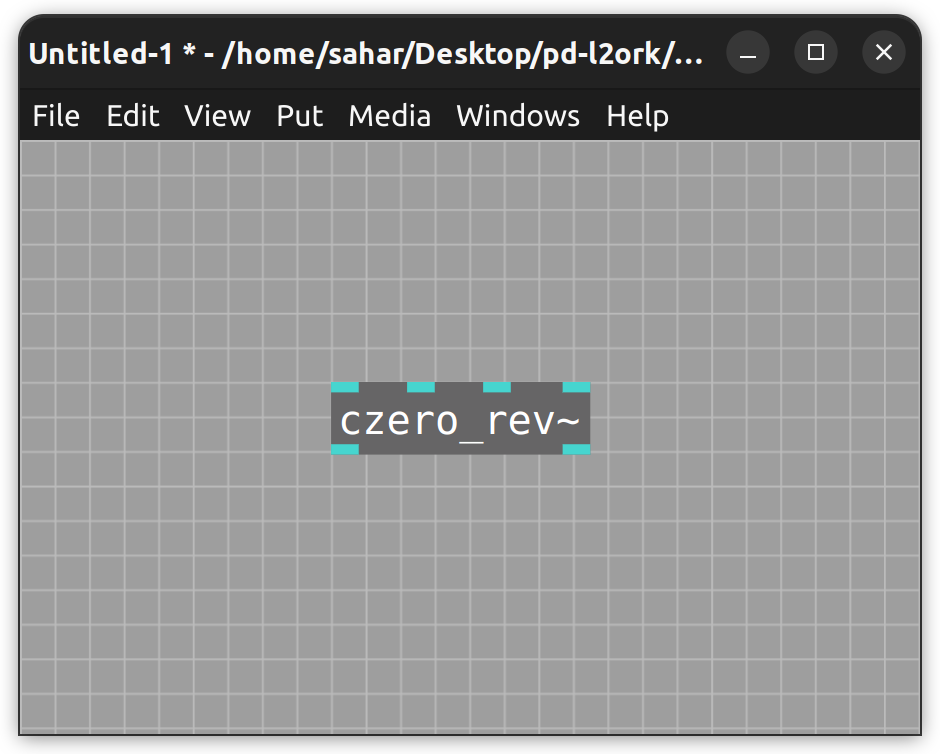 Untitled-1 * - /home/sahar/Desktop/pd-l2ork/...
File Edit View Put Media Windows Help
czero_rev~